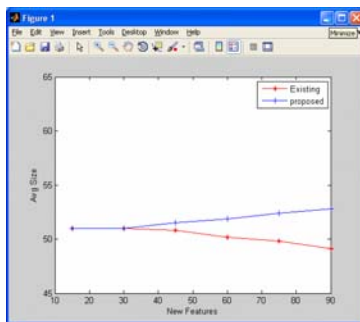 Figure 1
File Edit View Insert Tools Desktop Window Help
Minimize
65
60
55
50
45
10 20 30 40 50 60 70 80 90
Avg Size
New Features
Existing
proposed